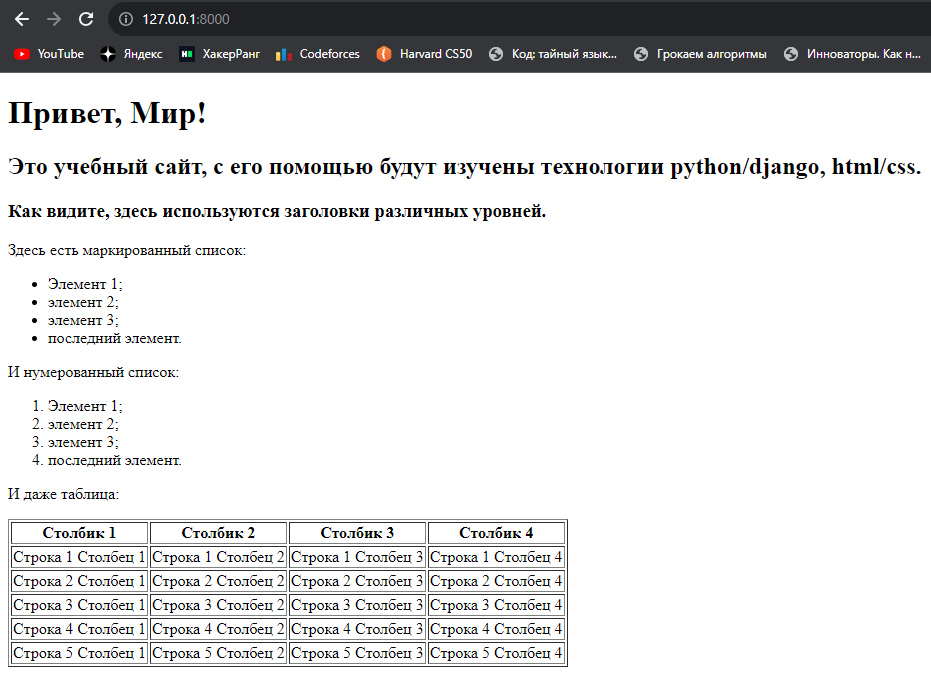 127.0.0.1:8000
YouTube Яндекс ХакерРанг Codeforces Harvard CS50 Код: тайный язык... Грокаем алгоритмы Инноваторы. Как н...
Привет, Мир!
Это учебный сайт, с его помощью будут изучены технологии python/django, html/css.
Как видите, здесь используются заголовки различных уровней.
Здесь есть маркированный список:
• Элемент 1;
• элемент 2;
• элемент 3;
• последний элемент.
И нумерованный список:
1. Элемент 1;
2. элемент 2;
3. элемент 3;
4. последний элемент.
И даже таблица:
Столбик 1 Столбик 2 Столбик 3 Столбик 4
Строка 1 Столбец 1 Строка 1 Столбец 2 Строка 1 Столбец 3 Строка 1 Столбец 4
Строка 2 Столбец 1 Строка 2 Столбец 2 Строка 2 Столбец 3 Строка 2 Столбец 4
Строка 3 Столбец 1 Строка 3 Столбец 2 Строка 3 Столбец 3 Строка 3 Столбец 4
Строка 4 Столбец 1 Строка 4 Столбец 2 Строка 4 Столбец 3 Строка 4 Столбец 4
Строка 5 Столбец 1 Строка 5 Столбец 2 Строка 5 Столбец 3 Строка 5 Столбец 4